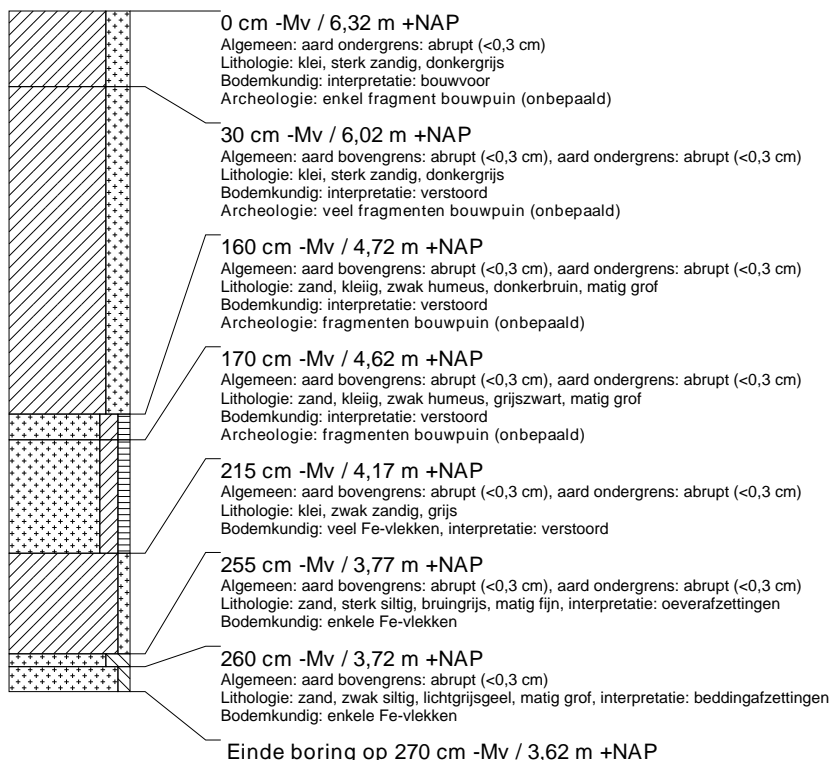 0 cm -Mv / 6,32 m +NAP
Algemeen: aard ondergrens: abrupt (<0,3 cm)
Lithologie: klei, sterk zandig, donkergrijs
Bodemkundig: interpretatie: bouwvoor
Archeologie: enkel fragment bouwpuin (onbepaald)
30 cm -Mv / 6,02 m +NAP
Algemeen: aard bovengrens: abrupt (<0,3 cm), aard ondergrens: abrupt (<0,3 cm)
Lithologie: klei, sterk zandig, donkergrijs
Bodemkundig: interpretatie: verstoord
Archeologie: veel fragmenten bouwpuin (onbepaald)
160 cm -Mv / 4,72 m +NAP
Algemeen: aard bovengrens: abrupt (<0,3 cm), aard ondergrens: abrupt (<0,3 cm)
Lithologie: zand, kleiig, zwak humeus, donkerbruin, matig grof
Bodemkundig: interpretatie: verstoord
Archeologie: fragmenten bouwpuin (onbepaald)
170 cm -Mv / 4,62 m +NAP
Algemeen: aard bovengrens: abrupt (<0,3 cm), aard ondergrens: abrupt (<0,3 cm)
Lithologie: zand, kleiig, zwak humeus, grijszwart, matig grof
Bodemkundig: interpretatie: verstoord
Archeologie: fragmenten bouwpuin (onbepaald)
215 cm -Mv / 4,17 m +NAP
Algemeen: aard bovengrens: abrupt (<0,3 cm), aard ondergrens: abrupt (<0,3 cm)
Lithologie: klei, zwak zandig, grijs
Bodemkundig: veel Fe-vlekken, interpretatie: verstoord
255 cm -Mv / 3,77 m +NAP
Algemeen: aard bovengrens: abrupt (<0,3 cm), aard ondergrens: abrupt (<0,3 cm)
Lithologie: zand, sterk siltig, bruingrijs, matig fijn, interpretatie: oeverafzettingen
Bodemkundig: enkele Fe-vlekken
260 cm -Mv / 3,72 m +NAP
Algemeen: aard bovengrens: abrupt (<0,3 cm)
Lithologie: zand, zwak siltig, lichtgrijsgeel, matig grof, interpretatie: beddingafzettingen
Bodemkundig: enkele Fe-vlekken
Einde boring op 270 cm -Mv / 3,62 m +NAP